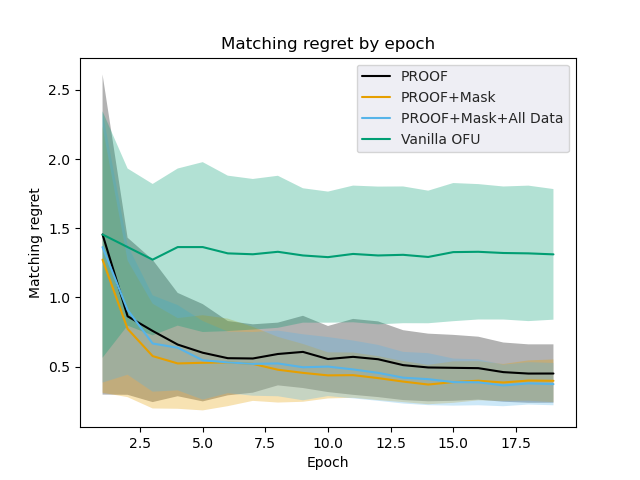 Matching regret by epoch
PROOF
PROOF+Mask
PROOF+Mask+All Data
Vanilla OFU
Matching regret
2.5
2.0
1.5
1.0
0.5
2.5
5.0
7.5
10.0
12.5
15.0
17.5
Epoch